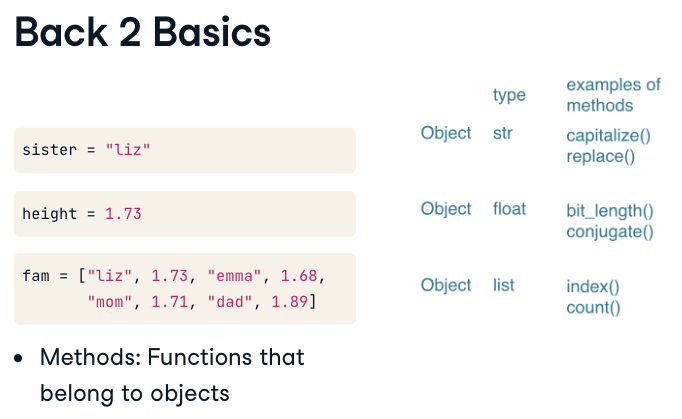 Back 2 Basics
type
examples of
methods
sister = "liz"
Object
str
capitalize()
replace()
height = 1.73
Object
float
bit_length()
conjugate()
fam = ["liz", 1.73, "emma", 1.68,
"mom", 1.71, "dad", 1.89]
Object
list
index()
count()
• Methods: Functions that
belong to objects